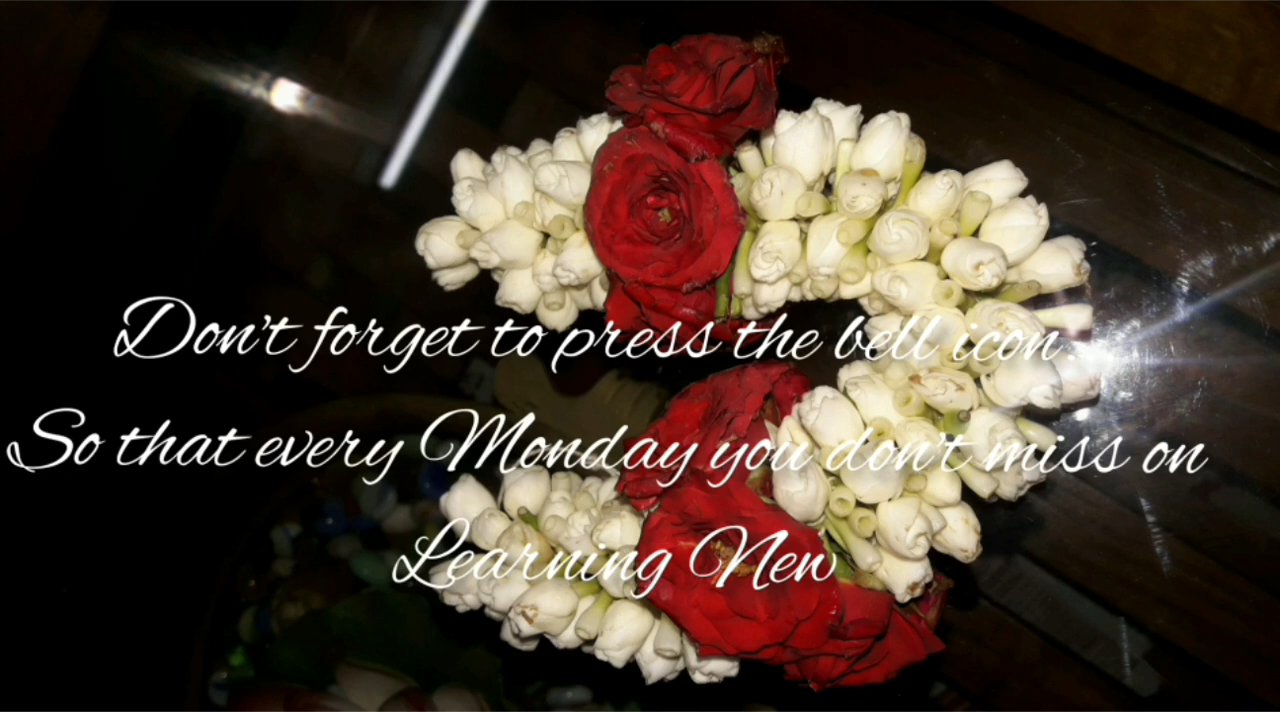 Don't forget to press the bell icon..
So that every Monday you don't miss on
Learning New